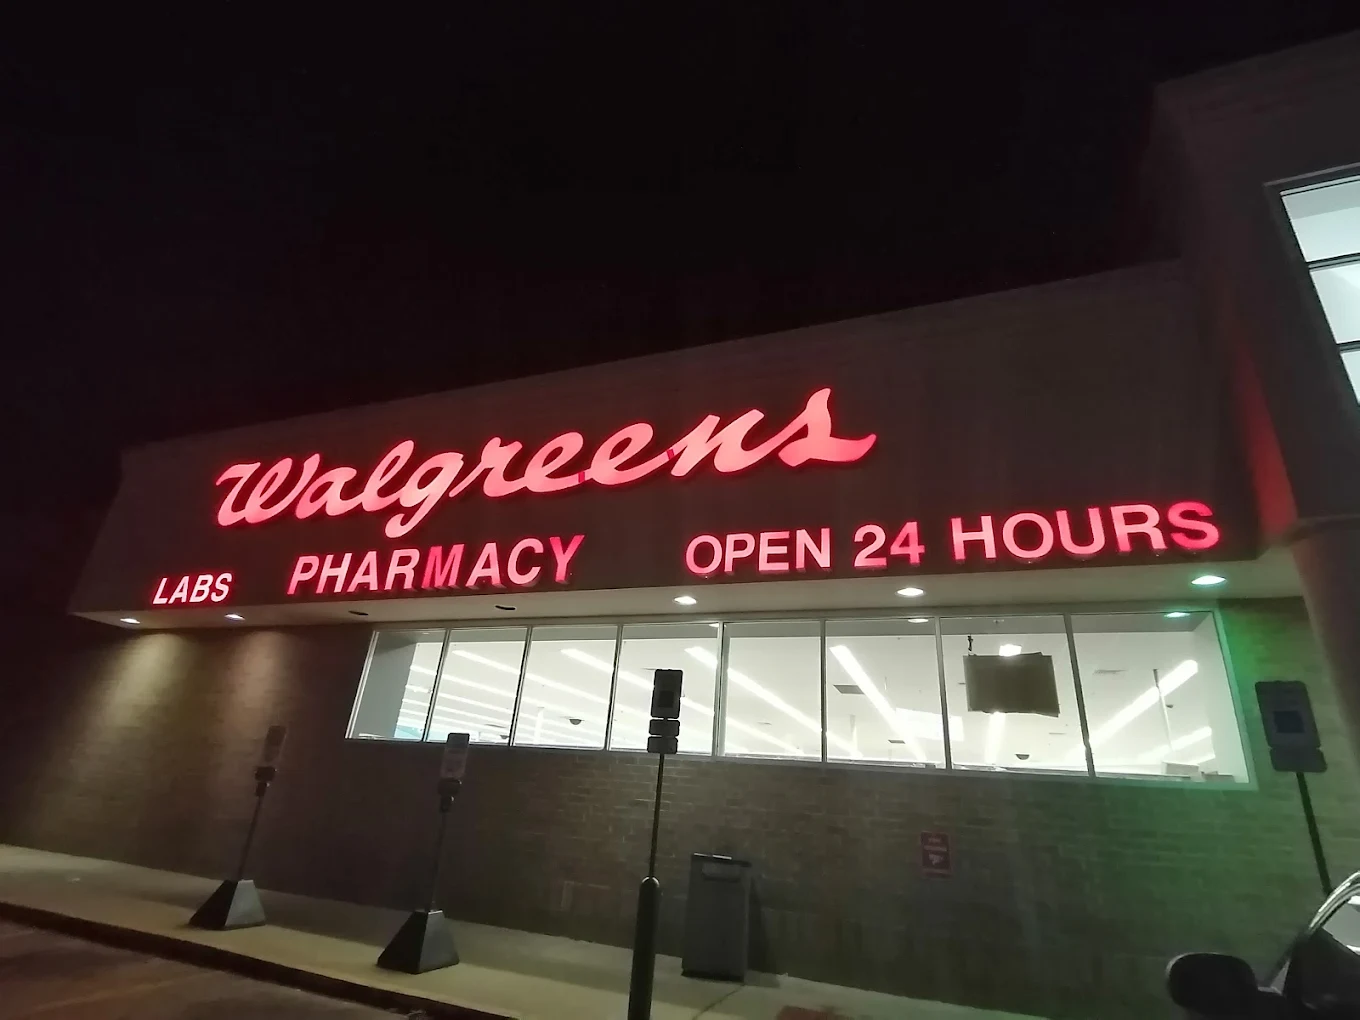 Walgreens
LABS PHARMACY OPEN 24 HOURS